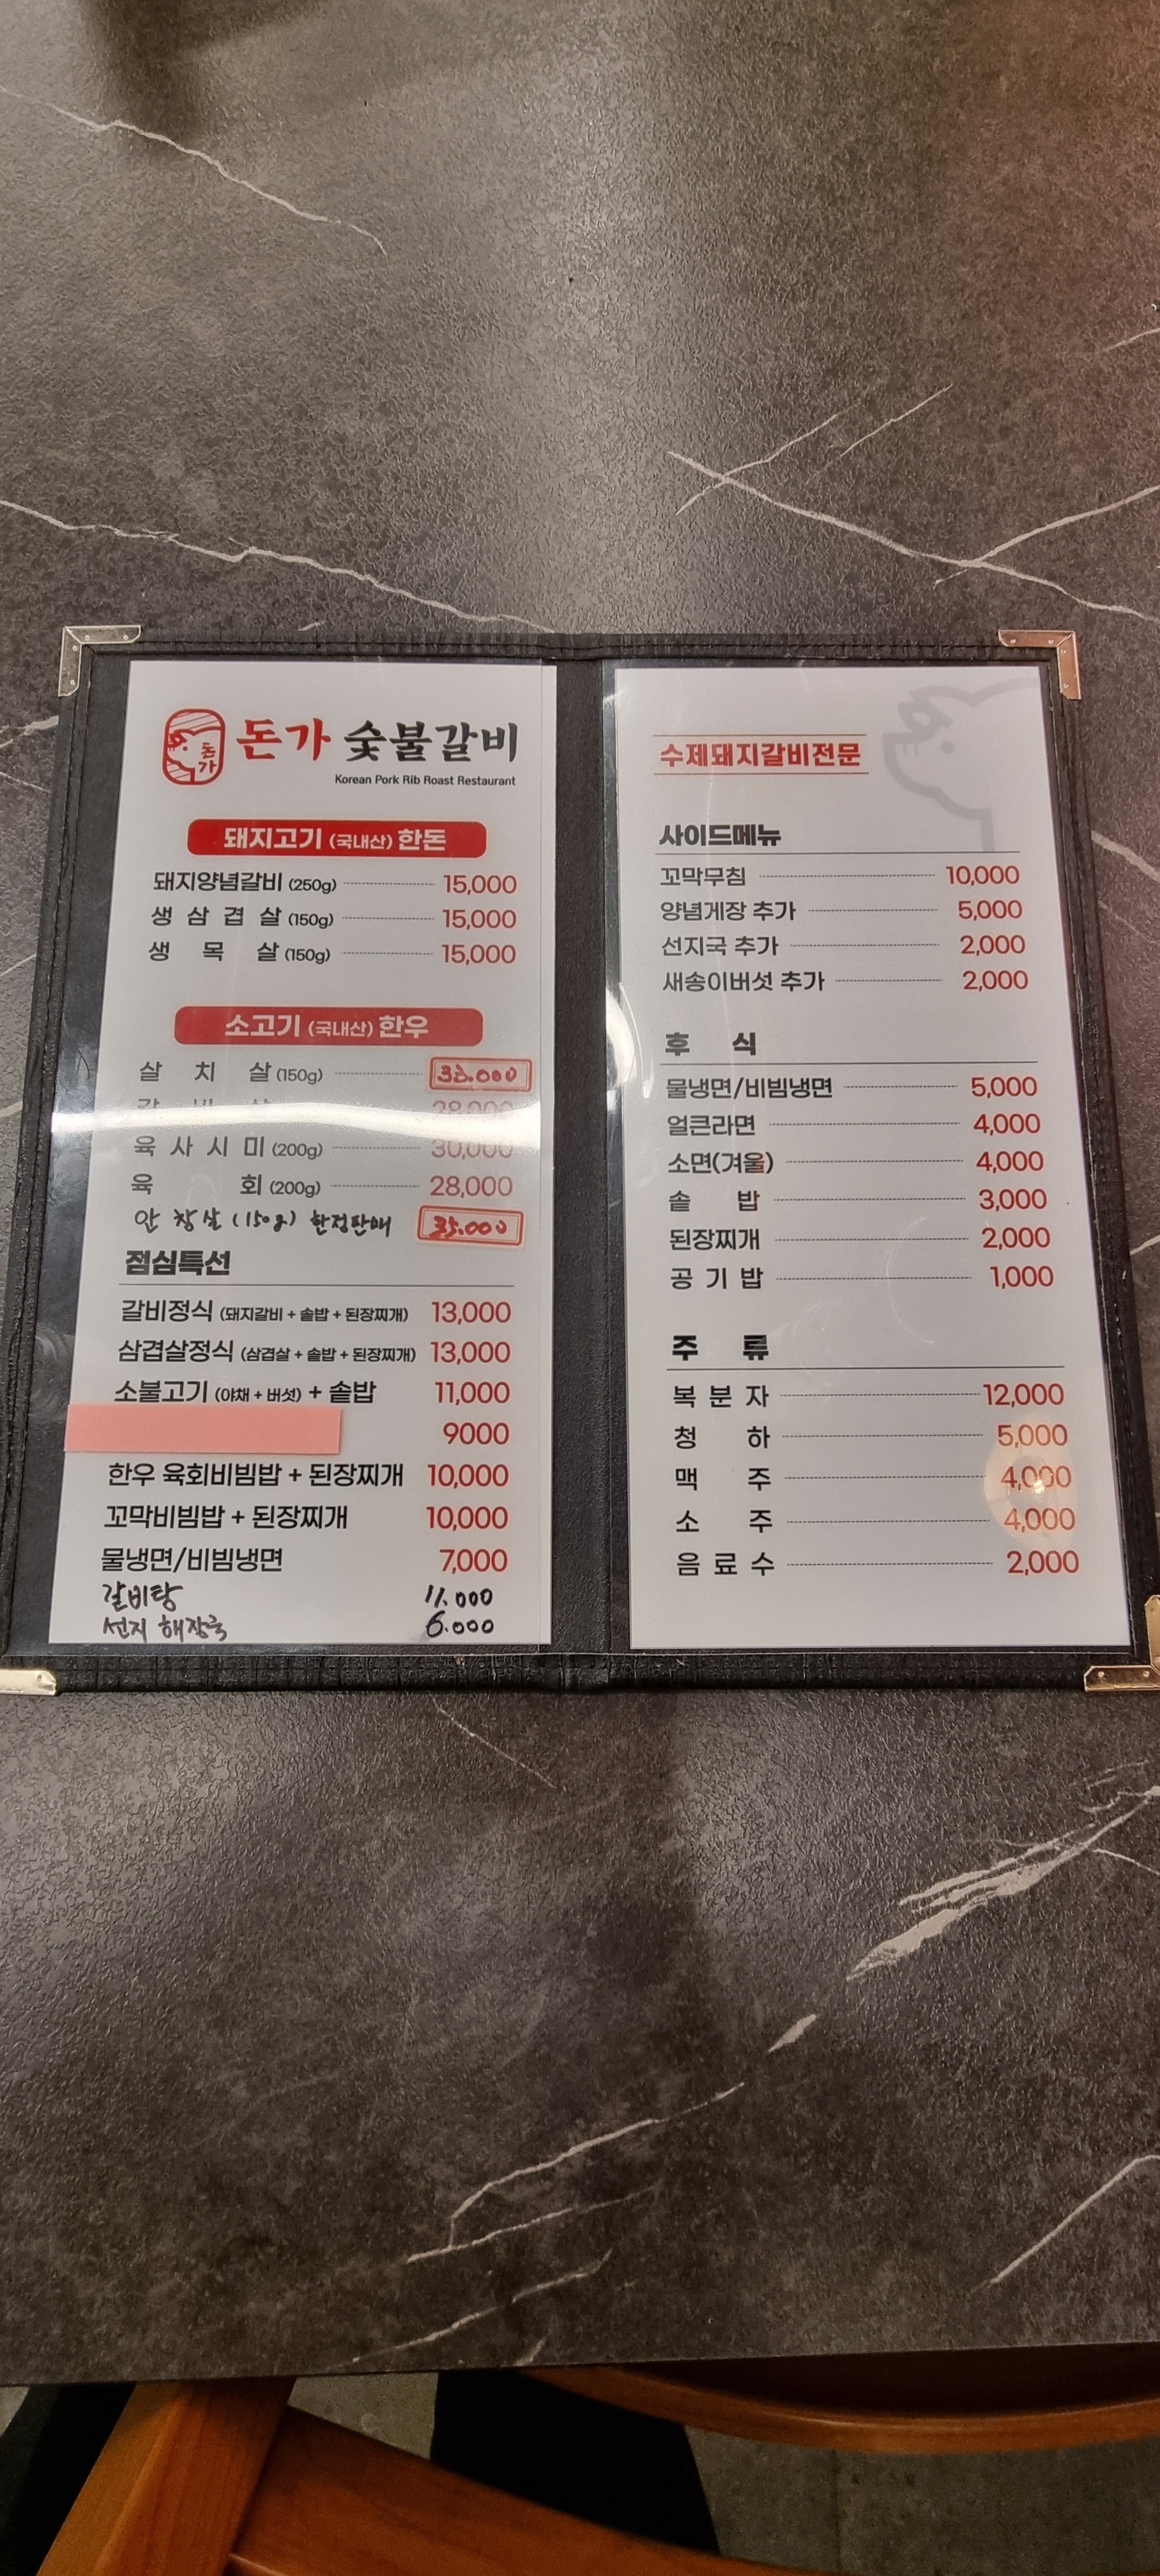 돈가
돈가 숯불갈비
Korean Pork Rib Roast Restaurant
돼지고기 (국내산) 한돈
돼지양념갈비 (250g) 15,000
생 삼 겹 살 (150g) 15,000
생 목 살 (150g) 15,000
소고기 (국내산) 한우
살 치 살 (150g)
28,000
육 사 시 미 (200g) 30,000
육 회 (200g) 28,000
안창살 (150g) 한정판매 35.000
점심특선
갈비정식 (돼지갈비 + 솥밥 + 된장찌개) 13,000
삼겹살정식 (삼겹살 + 솥밥 + 된장찌개) 13,000
소불고기 (야채 + 버섯) + 솥밥 11,000
9000
한우 육회비빔밥 + 된장찌개 10,000
꼬막비빔밥 + 된장찌개 10,000
물냉면/비빔냉면 7,000
갈비탕 11.000
선지 해장국 6.000
수제돼지갈비전문
사이드메뉴
꼬막무침 10,000
양념게장 추가 5,000
선지국 추가 2,000
새송이버섯 추가 2,000
후 식
물냉면/비빔냉면 5,000
얼큰라면 4,000
소면(겨울) 4,000
솥 밥 3,000
된장찌개 2,000
공 기 밥 1,000
주 류
복 분 자 12,000
청 하 5,000
맥 주 4,000
소 주 4,000
음 료 수 2,000